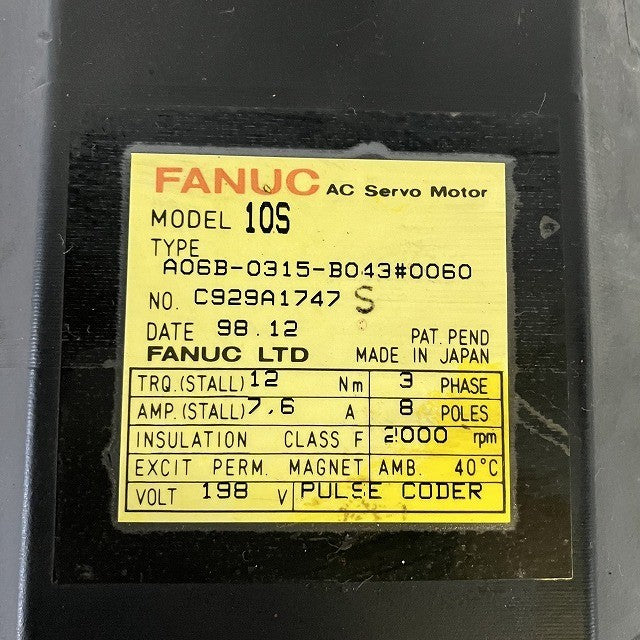 FANUC AC Servo Motor
MODEL 10S
TYPE
A06B-0315-B043#0060
NO. C929A1747 S
DATE 98.12 PAT. PEND
FANUC LTD MADE IN JAPAN
TRQ.(STALL) 12 Nm 3 PHASE
AMP.(STALL) 7,6 A 8 POLES
INSULATION CLASS F 2000 rpm
EXCIT PERM. MAGNET AMB. 40°C
VOLT 198 V PULSE CODER